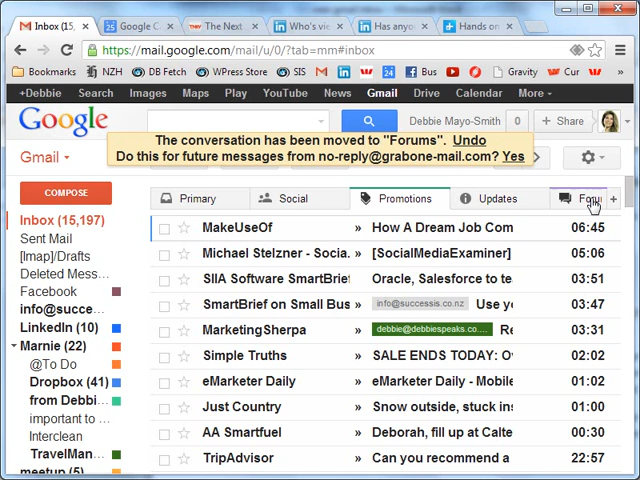 Inbox (15,
Google C
The Next
Who's vie
Has anyo
Hands on
https://mail.google.com/mail/u/0/?tab=mm#inbox
Bookmarks NZH DB Fetch WPress Store SIS Bus Gravity Cur W
+Debbie Search Images Maps Play YouTube News Gmail Drive Calendar More
Google Debbie Mayo-Smith 0 + Share
The conversation has been moved to "Forums". Undo
Do this for future messages from no-reply@grabone-mail.com? Yes
Gmail
COMPOSE
Primary Social Promotions Updates Foru +
Inbox (15,197)
Sent Mail
[Imap]/Drafts
Deleted Mess...
Facebook
info@succe...
LinkedIn (10)
Marnie (22)
@To Do
Dropbox (41)
from Debbi...
important to ...
Interclean
TravelMan...
meetup (5)
MakeUseOf » How A Dream Job Com 06:45
Michael Stelzner - Socia. » [SocialMediaExaminer] 05:06
SIIA Software SmartBrief » Oracle, Salesforce to te 03:51
SmartBrief on Small Bus » info@successis.co.nz Use yo 03:47
MarketingSherpa » debbie@debbiespeaks.co.... Re 03:31
Simple Truths » SALE ENDS TODAY: Ov 02:02
eMarketer Daily » eMarketer Daily - Mobile 01:02
Just Country » Snow outside, stuck ins 01:00
AA Smartfuel » Deborah, fill up at Calte 00:30
TripAdvisor » Can you recommend a 22:57